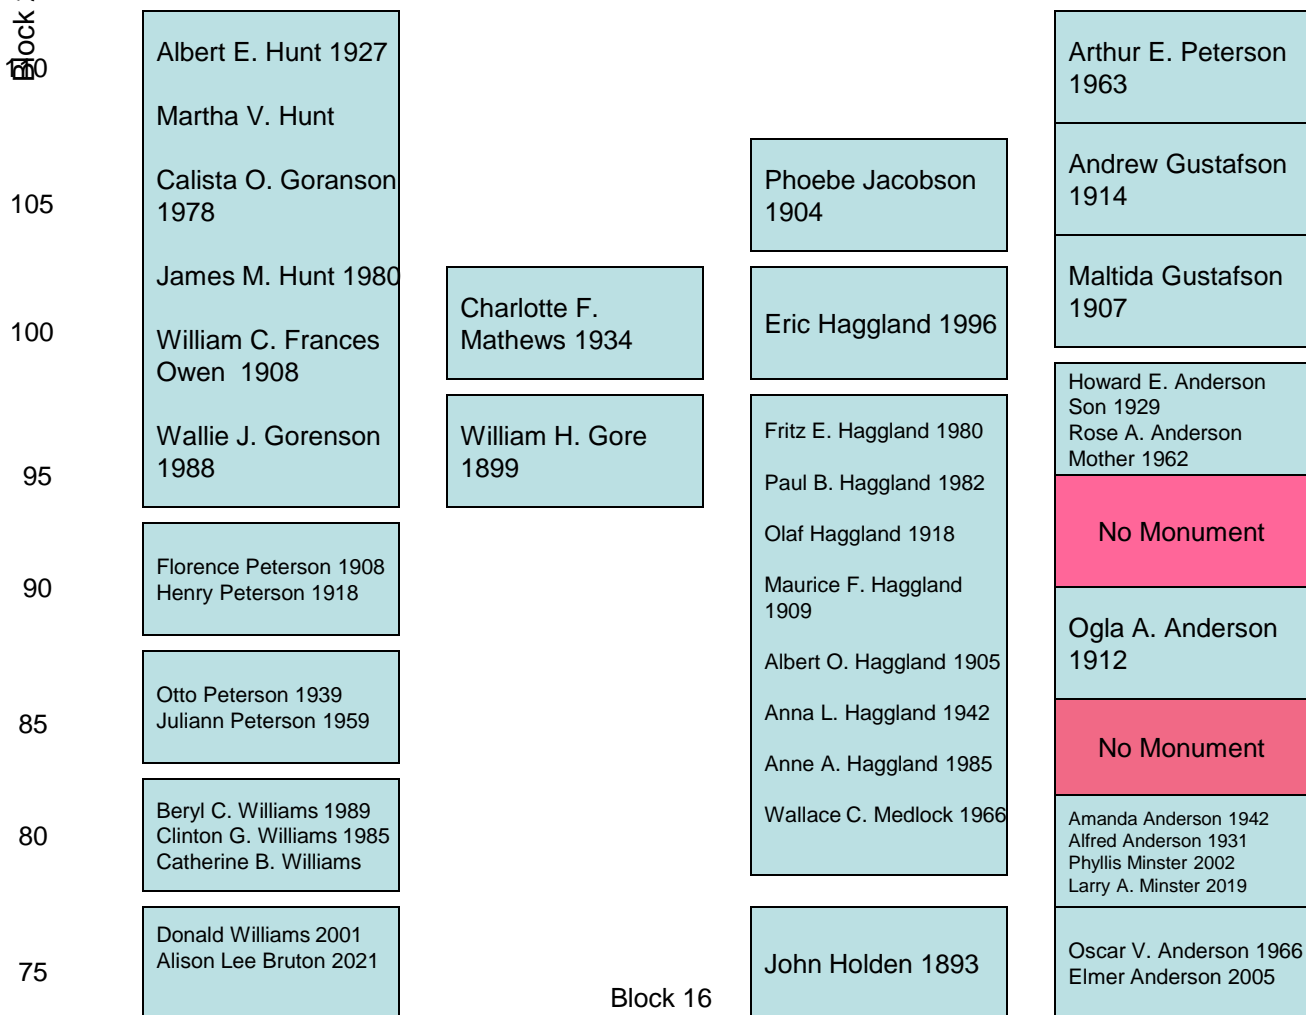 Block
110
105
100
95
90
85
80
75
Albert E. Hunt 1927
Martha V. Hunt
Calista O. Goranson
1978
James M. Hunt 1980
William C. Frances
Owen 1908
Wallie J. Gorenson
1988
Florence Peterson 1908
Henry Peterson 1918
Otto Peterson 1939
Juliann Peterson 1959
Beryl C. Williams 1989
Clinton G. Williams 1985
Catherine B. Williams
Donald Williams 2001
Alison Lee Bruton 2021
Charlotte F.
Mathews 1934
William H. Gore
1899
Block 16
Phoebe Jacobson
1904
Eric Haggland 1996
Fritz E. Haggland 1980
Paul B. Haggland 1982
Olaf Haggland 1918
Maurice F. Haggland
1909
Albert O. Haggland 1905
Anna L. Haggland 1942
Anne A. Haggland 1985
Wallace C. Medlock 1966
John Holden 1893
Arthur E. Peterson
1963
Andrew Gustafson
1914
Maltida Gustafson
1907
Howard E. Anderson
Son 1929
Rose A. Anderson
Mother 1962
No Monument
Ogla A. Anderson
1912
No Monument
Amanda Anderson 1942
Alfred Anderson 1931
Phyllis Minster 2002
Larry A. Minster 2019
Oscar V. Anderson 1966
Elmer Anderson 2005